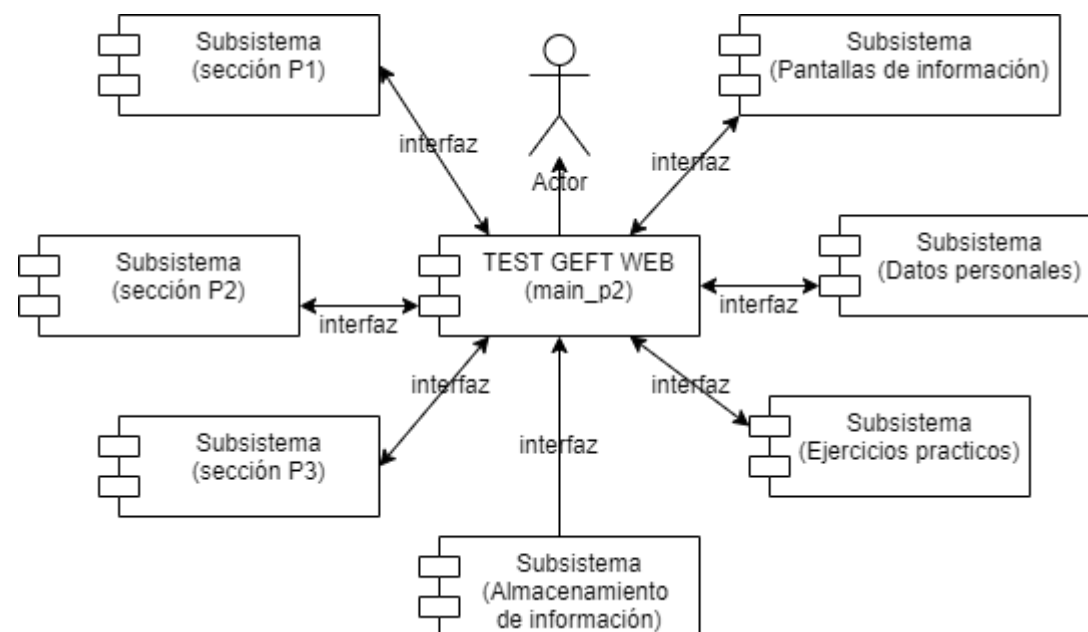 Subsistema
(sección P1)
Subsistema
(Pantallas de información)
interfaz
interfaz
Actor
Subsistema
(sección P2)
TEST GEFT WEB
(main_p2)
Subsistema
(Datos personales)
interfaz
interfaz
interfaz
interfaz
Subsistema
(sección P3)
interfaz
Subsistema
(Ejercicios practicos)
Subsistema
(Almacenamiento
de información)